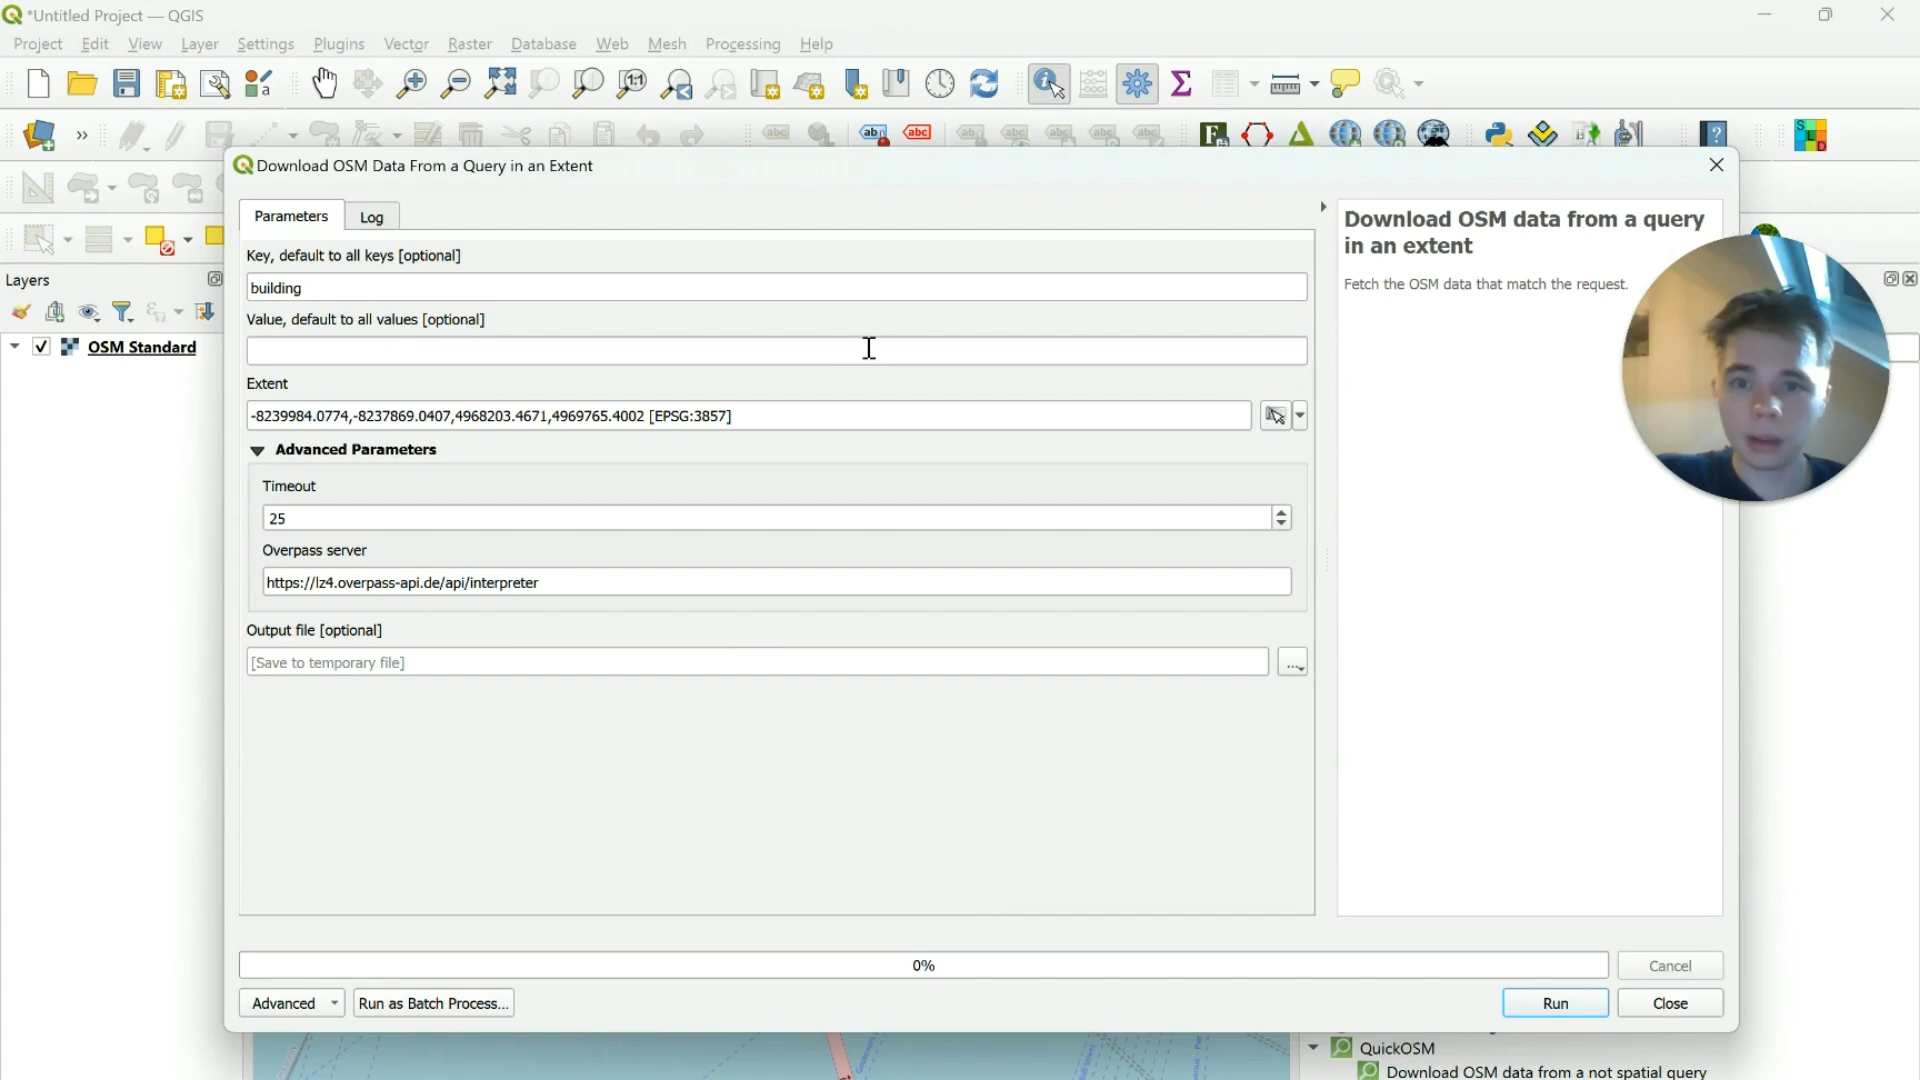 *Untitled Project — QGIS
Project Edit View Layer Settings Plugins Vector Raster Database Web Mesh Processing Help
Download OSM Data From a Query in an Extent
Layers
OSM Standard
Parameters Log
Key, default to all keys [optional]
building
Value, default to all values [optional]
Extent
-8239984.0774,-8237869.0407,4968203.4671,4969765.4002 [EPSG:3857]
Advanced Parameters
Timeout
25
Overpass server
https://lz4.overpass-api.de/api/interpreter
Output file [optional]
[Save to temporary file]
...
Download OSM data from a query
in an extent
Fetch the OSM data that match the request.
0%
Cancel
Advanced Run as Batch Process... Run Close
QuickOSM
Download OSM data from a not spatial query